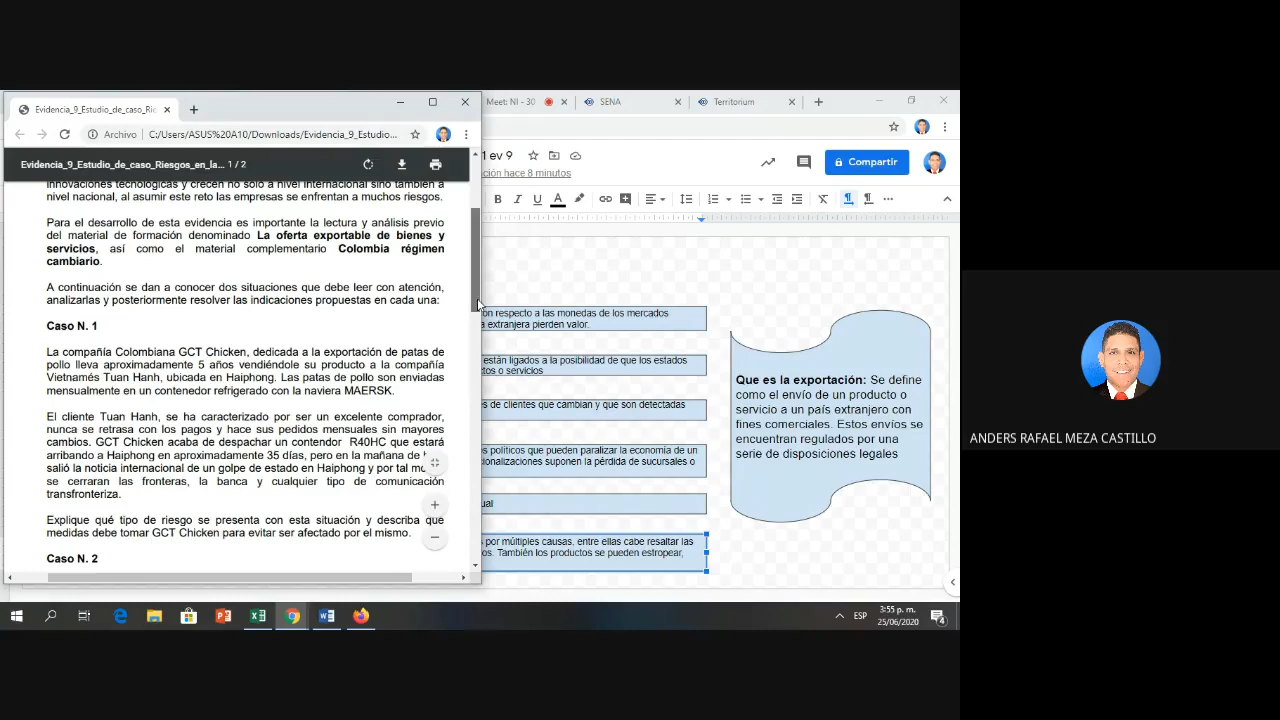 Evidencia_9_Estudio_de_caso_Rie
Meet: NI - 30
SENA
Territorium
Archivo
C:/Users/ASUS%20A10/Downloads/Evidencia_9_Estudio...
Evidencia_9_Estudio_de_caso_Riesgos_en_la... 1 / 2
1 ev 9
Compartir
ación hace 8 minutos
B I U A
innovaciones tecnológicas y crecen no solo a nivel internacional sino también a
nivel nacional, al asumir este reto las empresas se enfrentan a muchos riesgos.
Para el desarrollo de esta evidencia es importante la lectura y análisis previo
del material de formación denominado La oferta exportable de bienes y
servicios, así como el material complementario Colombia régimen
cambiario.
A continuación se dan a conocer dos situaciones que debe leer con atención,
analizarlas y posteriormente resolver las indicaciones propuestas en cada una:
Caso N. 1
La compañía Colombiana GCT Chicken, dedicada a la exportación de patas de
pollo lleva aproximadamente 5 años vendiéndole su producto a la compañía
Vietnamés Tuan Hanh, ubicada en Haiphong. Las patas de pollo son enviadas
mensualmente en un contenedor refrigerado con la naviera MAERSK.
El cliente Tuan Hanh, se ha caracterizado por ser un excelente comprador,
nunca se retrasa con los pagos y hace sus pedidos mensuales sin mayores
cambios. GCT Chicken acaba de despachar un contendor R40HC que estará
arribando a Haiphong en aproximadamente 35 días, pero en la mañana de
salió la noticia internacional de un golpe de estado en Haiphong y por tal
se cerraran las fronteras, la banca y cualquier tipo de comunicación
transfronteriza.
Explique qué tipo de riesgo se presenta con esta situación y describa que
medidas debe tomar GCT Chicken para evitar ser afectado por el mismo.
Caso N. 2
on respecto a las monedas de los mercados
a extranjera pierden valor.
están ligados a la posibilidad de que los estados
tos o servicios
es de clientes que cambian y que son detectadas
os políticos que pueden paralizar la economía de un
cionalizaciones suponen la pérdida de sucursales o
ual
por múltiples causas, entre ellas cabe resaltar las
os. También los productos se pueden estropear,
Que es la exportación: Se define
como el envío de un producto o
servicio a un país extranjero con
fines comerciales. Estos envíos se
encuentran regulados por una
serie de disposiciones legales
ANDERS RAFAEL MEZA CASTILLO
ESP
3:55 p. m.
25/06/2020
4